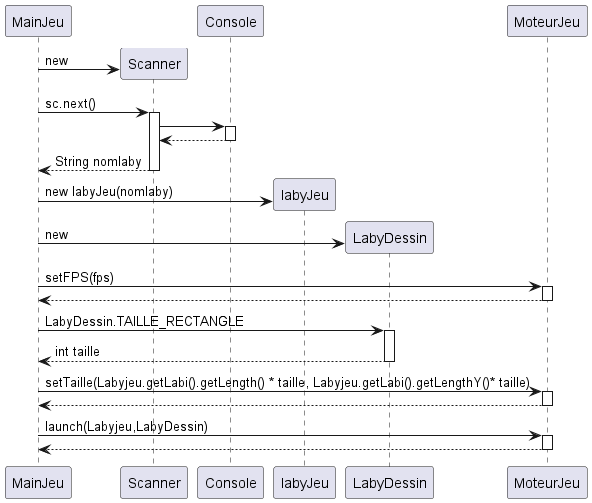 MainJeu Console MoteurJeu
new
Scanner
sc.next()
String nomlaby
new labyJeu(nomlaby)
labyJeu
new
LabyDessin
setFPS(fps)
LabyDessin.TAILLE_RECTANGLE
int taille
setTaille(Labyjeu.getLabi().getLength() * taille, Labyjeu.getLabi().getLengthY()* taille)
launch(Labyjeu,LabyDessin)
MainJeu Scanner Console labyJeu LabyDessin MoteurJeu